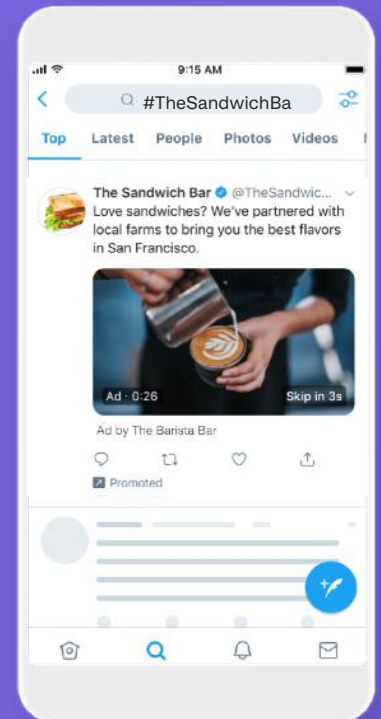 9:15 AM
#TheSandwichBa
Top Latest People Photos Videos
The Sandwich Bar @TheSandwic...
Love sandwiches? We've partnered with
local farms to bring you the best flavors
in San Francisco.
Ad · 0:26 Skip in 3s
Ad by The Barista Bar
Promoted